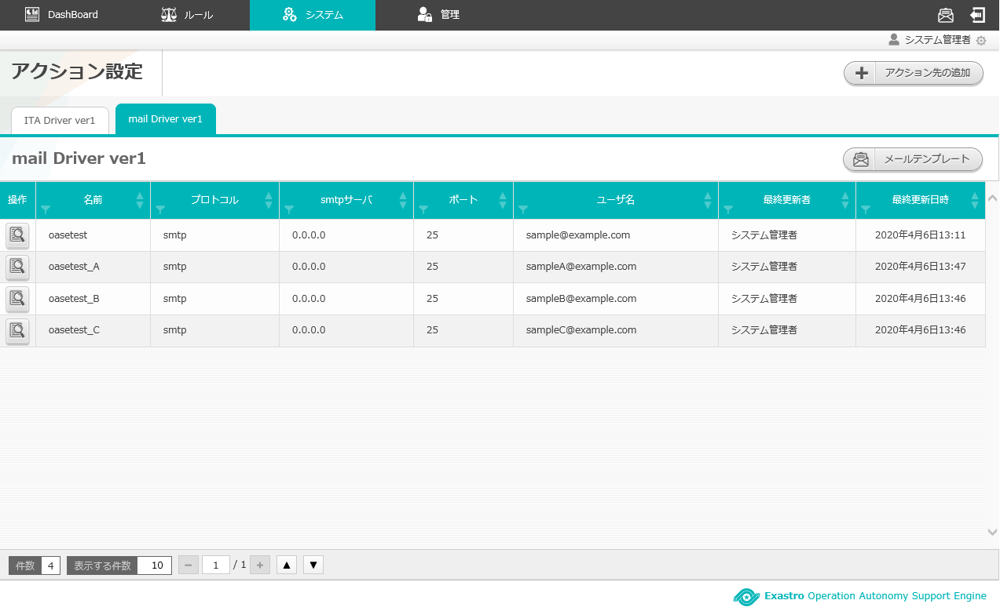 DashBoard ルール システム 管理
システム管理者
アクション設定
アクション先の追加
ITA Driver ver1 mail Driver ver1
mail Driver ver1
メールテンプレート
操作 名前 プロトコル smtpサーバ ポート ユーザ名 最終更新者 最終更新日時
oasetest smtp 0.0.0.0 25 sample@example.com システム管理者 2020年4月6日13:11
oasetest_A smtp 0.0.0.0 25 sampleA@example.com システム管理者 2020年4月6日13:47
oasetest_B smtp 0.0.0.0 25 sampleB@example.com システム管理者 2020年4月6日13:46
oasetest_C smtp 0.0.0.0 25 sampleC@example.com システム管理者 2020年4月6日13:46
件数 4 表示する件数 10 − 1 / 1 + ▲ ▼
Exastro Operation Autonomy Support Engine